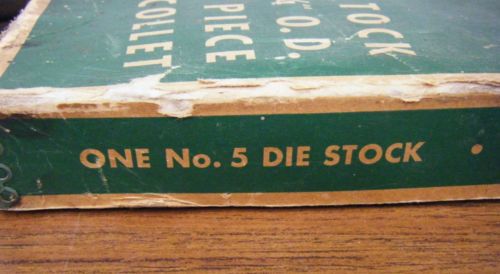 TOCK
" O.D.
PIECE
COLLET
ONE No. 5 DIE STOCK